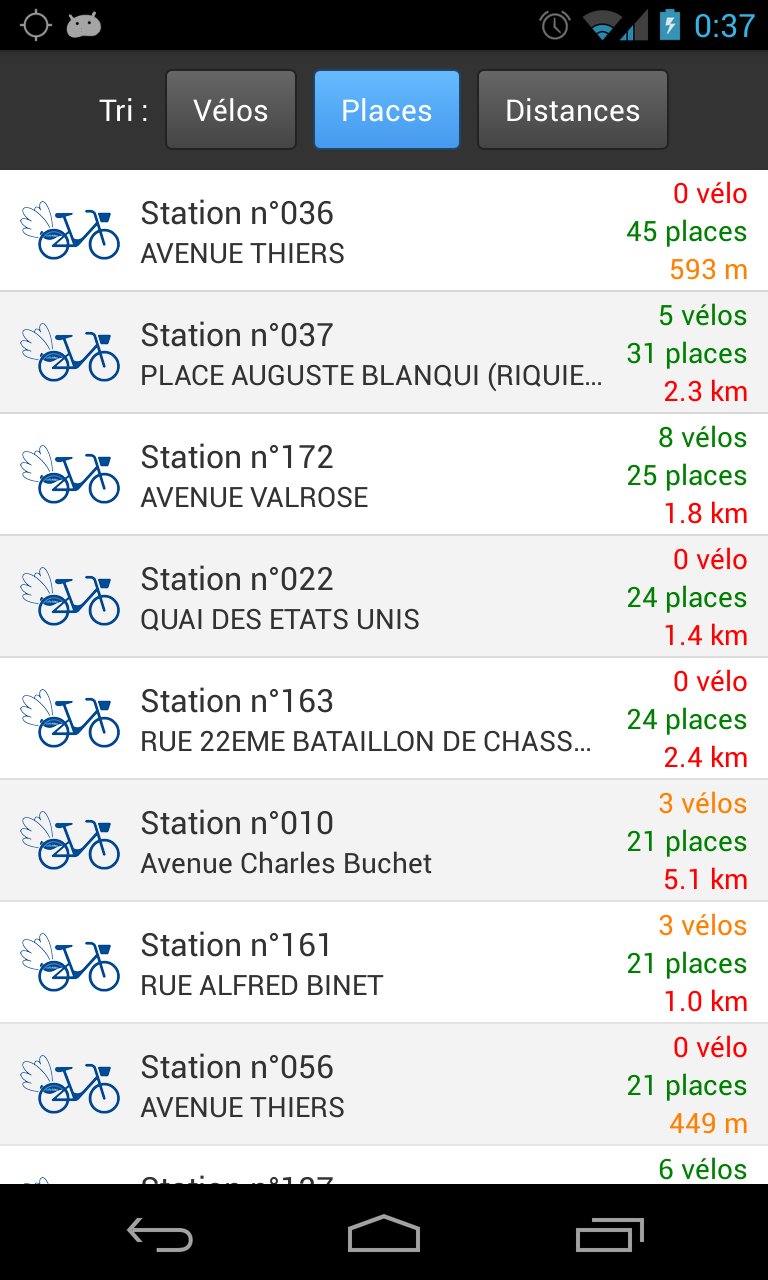 0:37
Tri :
Vélos
Places
Distances
Station n°036
AVENUE THIERS
0 vélo
45 places
593 m
Station n°037
PLACE AUGUSTE BLANQUI (RIQUIE...
5 vélos
31 places
2.3 km
Station n°172
AVENUE VALROSE
8 vélos
25 places
1.8 km
Station n°022
QUAI DES ETATS UNIS
0 vélo
24 places
1.4 km
Station n°163
RUE 22EME BATAILLON DE CHASS...
0 vélo
24 places
2.4 km
Station n°010
Avenue Charles Buchet
3 vélos
21 places
5.1 km
Station n°161
RUE ALFRED BINET
3 vélos
21 places
1.0 km
Station n°056
AVENUE THIERS
0 vélo
21 places
449 m
Station
6 vélos